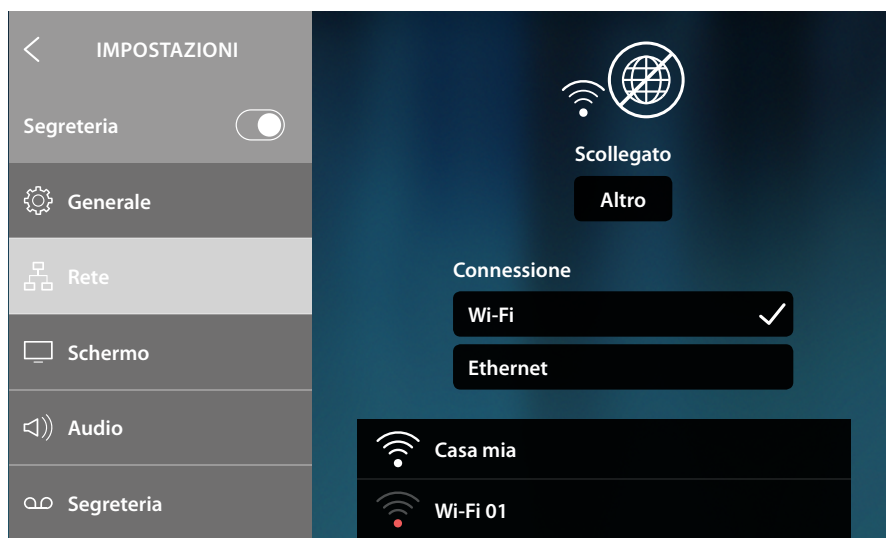 IMPOSTAZIONI
Segreteria
Generale
Rete
Schermo
Audio
Segreteria
Scollegato
Altro
Connessione
Wi-Fi
Ethernet
Casa mia
Wi-Fi 01